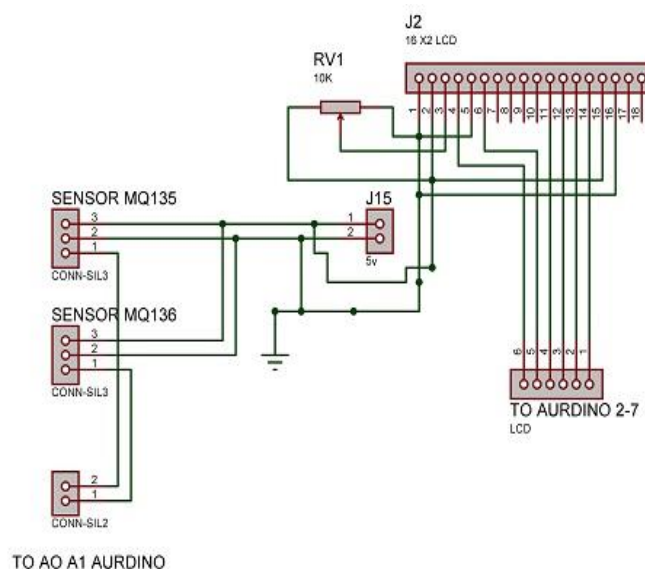 J2
16 X2 LCD
RV1
10K
1 2 3 4 5 6 7 8 9 10 11 12 13 14 15 16 17 18
SENSOR MQ135
3
2
1
CONN-SIL3
J15
1
2
5v
SENSOR MQ136
3
2
1
CONN-SIL3
6 5 4 3 2 1
TO AURDINO 2-7
LCD
2
1
CONN-SIL2
TO AO A1 AURDINO